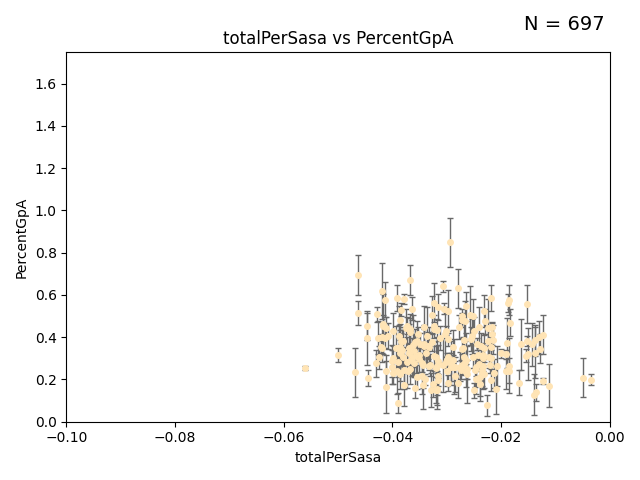 N = 697
totalPerSasa vs PercentGpA
PercentGpA
1.6
1.4
1.2
1.0
0.8
0.6
0.4
0.2
0.0
−0.10 −0.08 −0.06 −0.04 −0.02 0.00
totalPerSasa